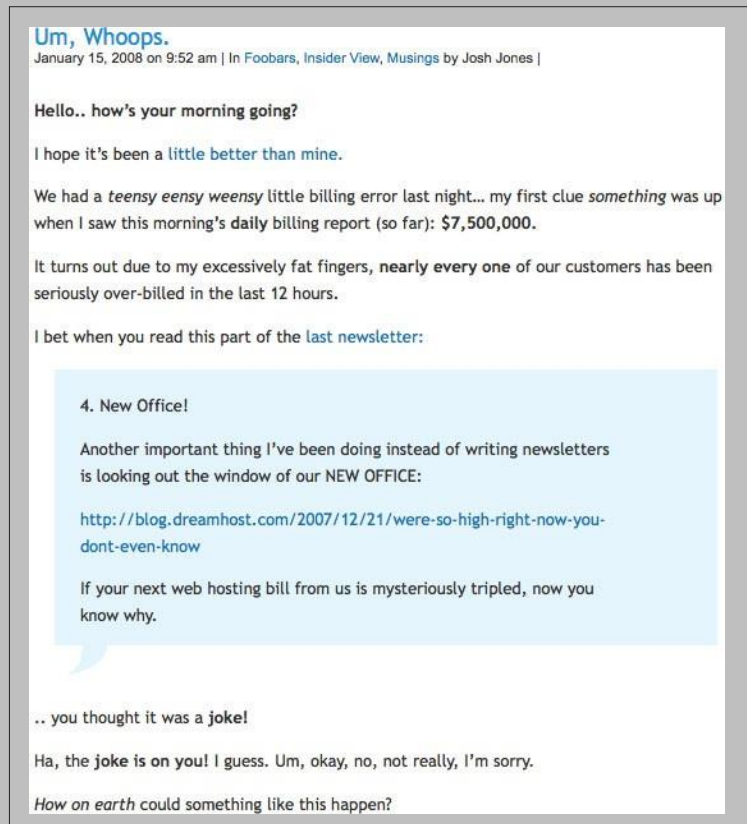 Um, Whoops.
January 15, 2008 on 9:52 am | In Foobars, Insider View, Musings by Josh Jones |
Hello.. how's your morning going?
I hope it's been a little better than mine.
We had a teensy eensy weensy little billing error last night... my first clue something was up
when I saw this morning's daily billing report (so far): $7,500,000.
It turns out due to my excessively fat fingers, nearly every one of our customers has been
seriously over-billed in the last 12 hours.
I bet when you read this part of the last newsletter:
4. New Office!
Another important thing I've been doing instead of writing newsletters
is looking out the window of our NEW OFFICE:
http://blog.dreamhost.com/2007/12/21/were-so-high-right-now-you-
dont-even-know
If your next web hosting bill from us is mysteriously tripled, now you
know why.
.. you thought it was a joke!
Ha, the joke is on you! I guess. Um, okay, no, not really, I'm sorry.
How on earth could something like this happen?